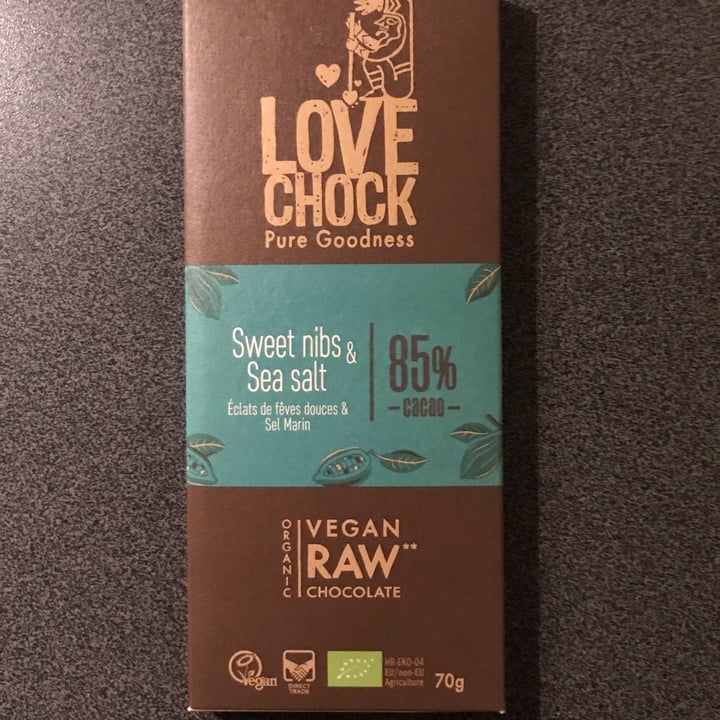 LOVE
CHOCK
Pure Goodness
Sweet nibs &
Sea salt
Éclats de fêves douces &
Sel Marin
85%
cacao
ORGANIC
VEGAN
RAW**
CHOCOLATE
Vegan
DIRECT
TRADE
HR-EKO-04
EU/non-EU
Agriculture
70g